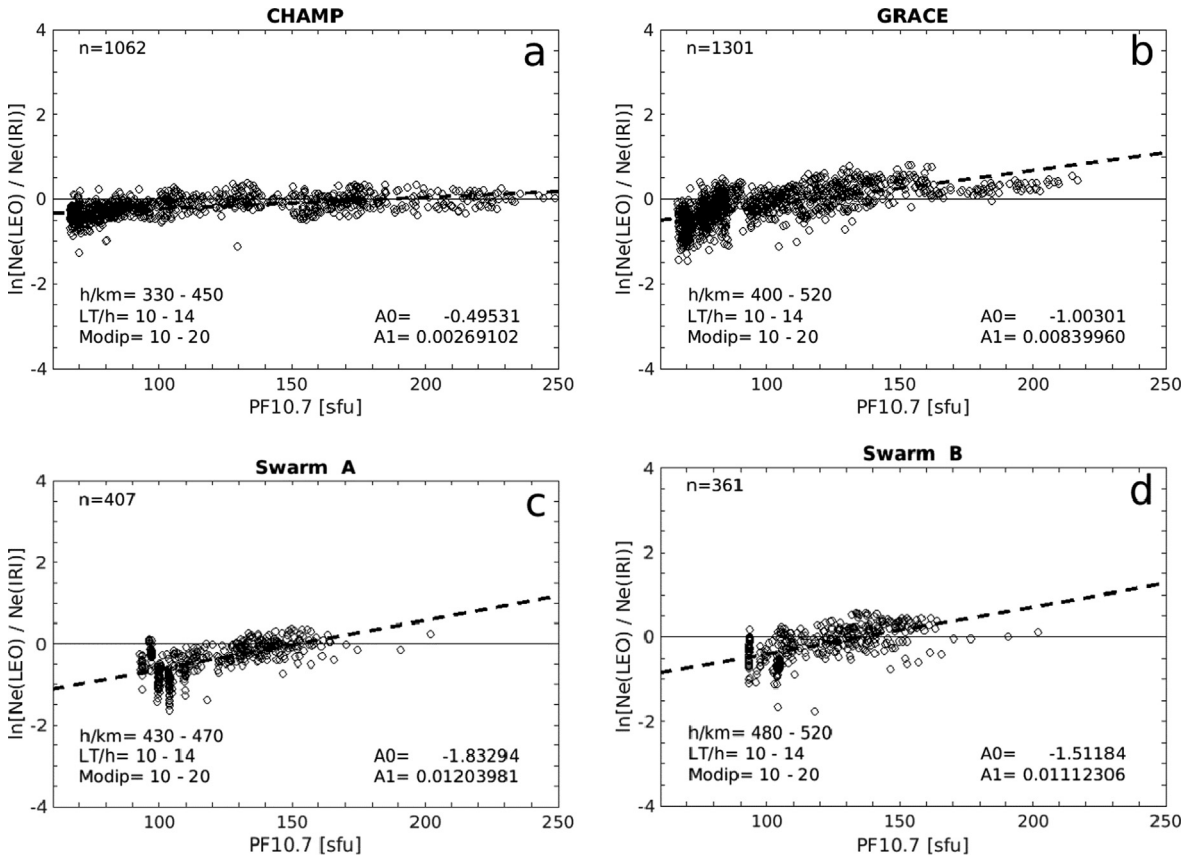 CHAMP
n=1062
a
4
2
0
-2
-4
ln[Ne(LEO) / Ne(IRI)]
h/km= 330 - 450
LT/h= 10 - 14
Modip= 10 - 20
A0= -0.49531
A1= 0.00269102
100 150 200 250
PF10.7 [sfu]
GRACE
n=1301
b
4
2
0
-2
-4
ln[Ne(LEO) / Ne(IRI)]
h/km= 400 - 520
LT/h= 10 - 14
Modip= 10 - 20
A0= -1.00301
A1= 0.00839960
100 150 200 250
PF10.7 [sfu]
Swarm A
n=407
c
4
2
0
-2
-4
ln[Ne(LEO) / Ne(IRI)]
h/km= 430 - 470
LT/h= 10 - 14
Modip= 10 - 20
A0= -1.83294
A1= 0.01203981
100 150 200 250
PF10.7 [sfu]
Swarm B
n=361
d
4
2
0
-2
-4
ln[Ne(LEO) / Ne(IRI)]
h/km= 480 - 520
LT/h= 10 - 14
Modip= 10 - 20
A0= -1.51184
A1= 0.01112306
100 150 200 250
PF10.7 [sfu]